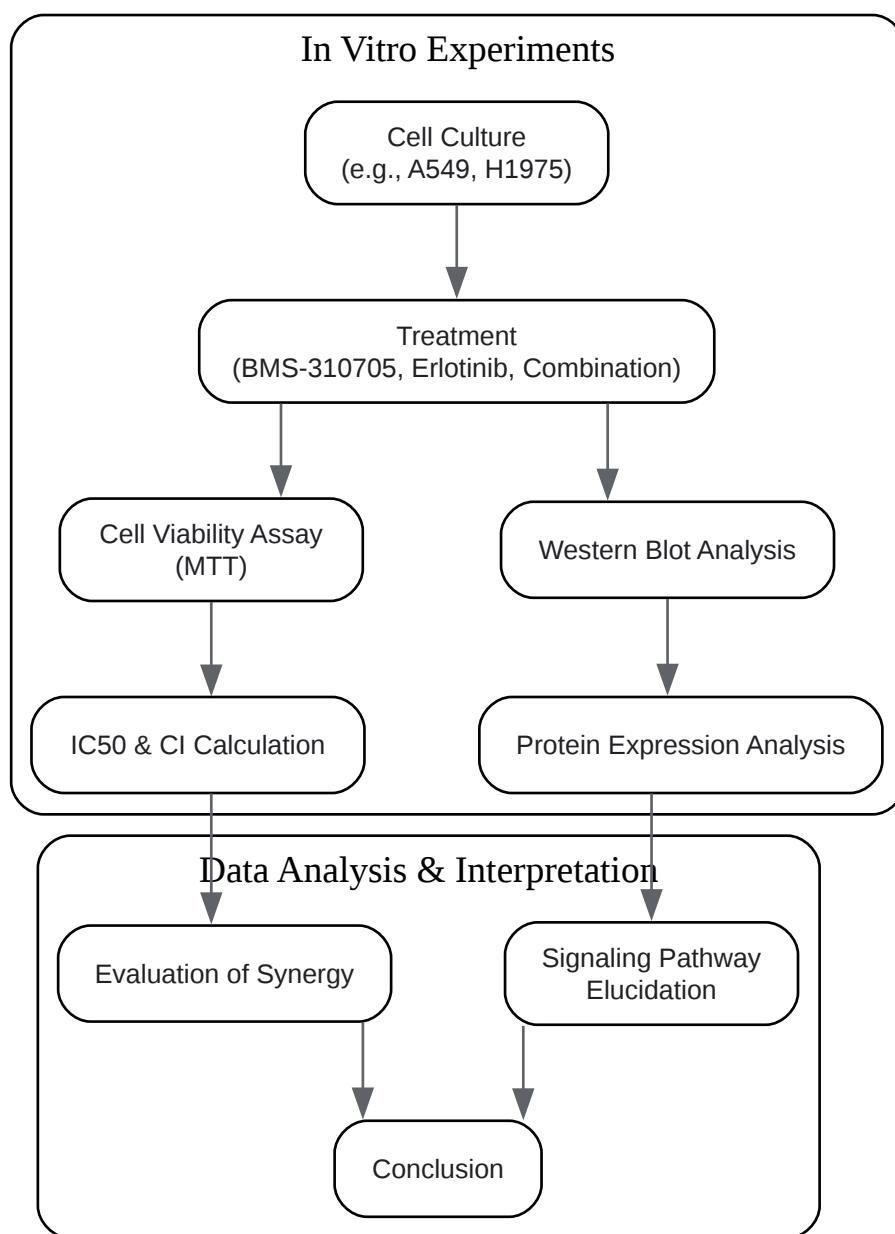 In Vitro Experiments
Cell Culture
(e.g., A549, H1975)
Treatment
(BMS-310705, Erlotinib, Combination)
Cell Viability Assay
(MTT)
Western Blot Analysis
IC50 & CI Calculation
Protein Expression Analysis
Data Analysis & Interpretation
Evaluation of Synergy
Signaling Pathway
Elucidation
Conclusion